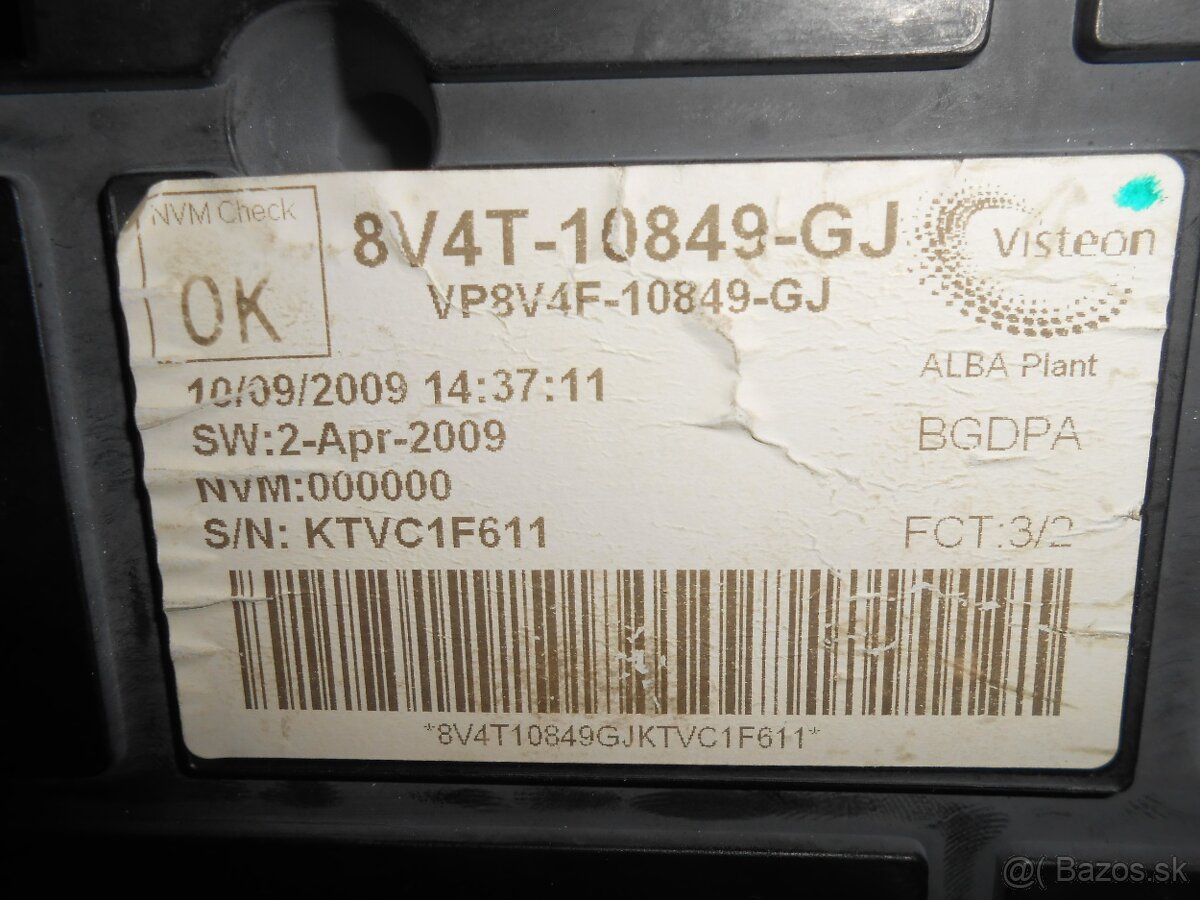 NVM Check
OK
8V4T-10849-GJ
VP8V4F-10849-GJ
Visteon
ALBA Plant
10/09/2009 14:37:11
SW:2-Apr-2009
BGDPA
NVM:000000
S/N: KTVC1F611
FCT:3/2
*8V4T10849GJKTVC1F611*
@( Bazos.sk